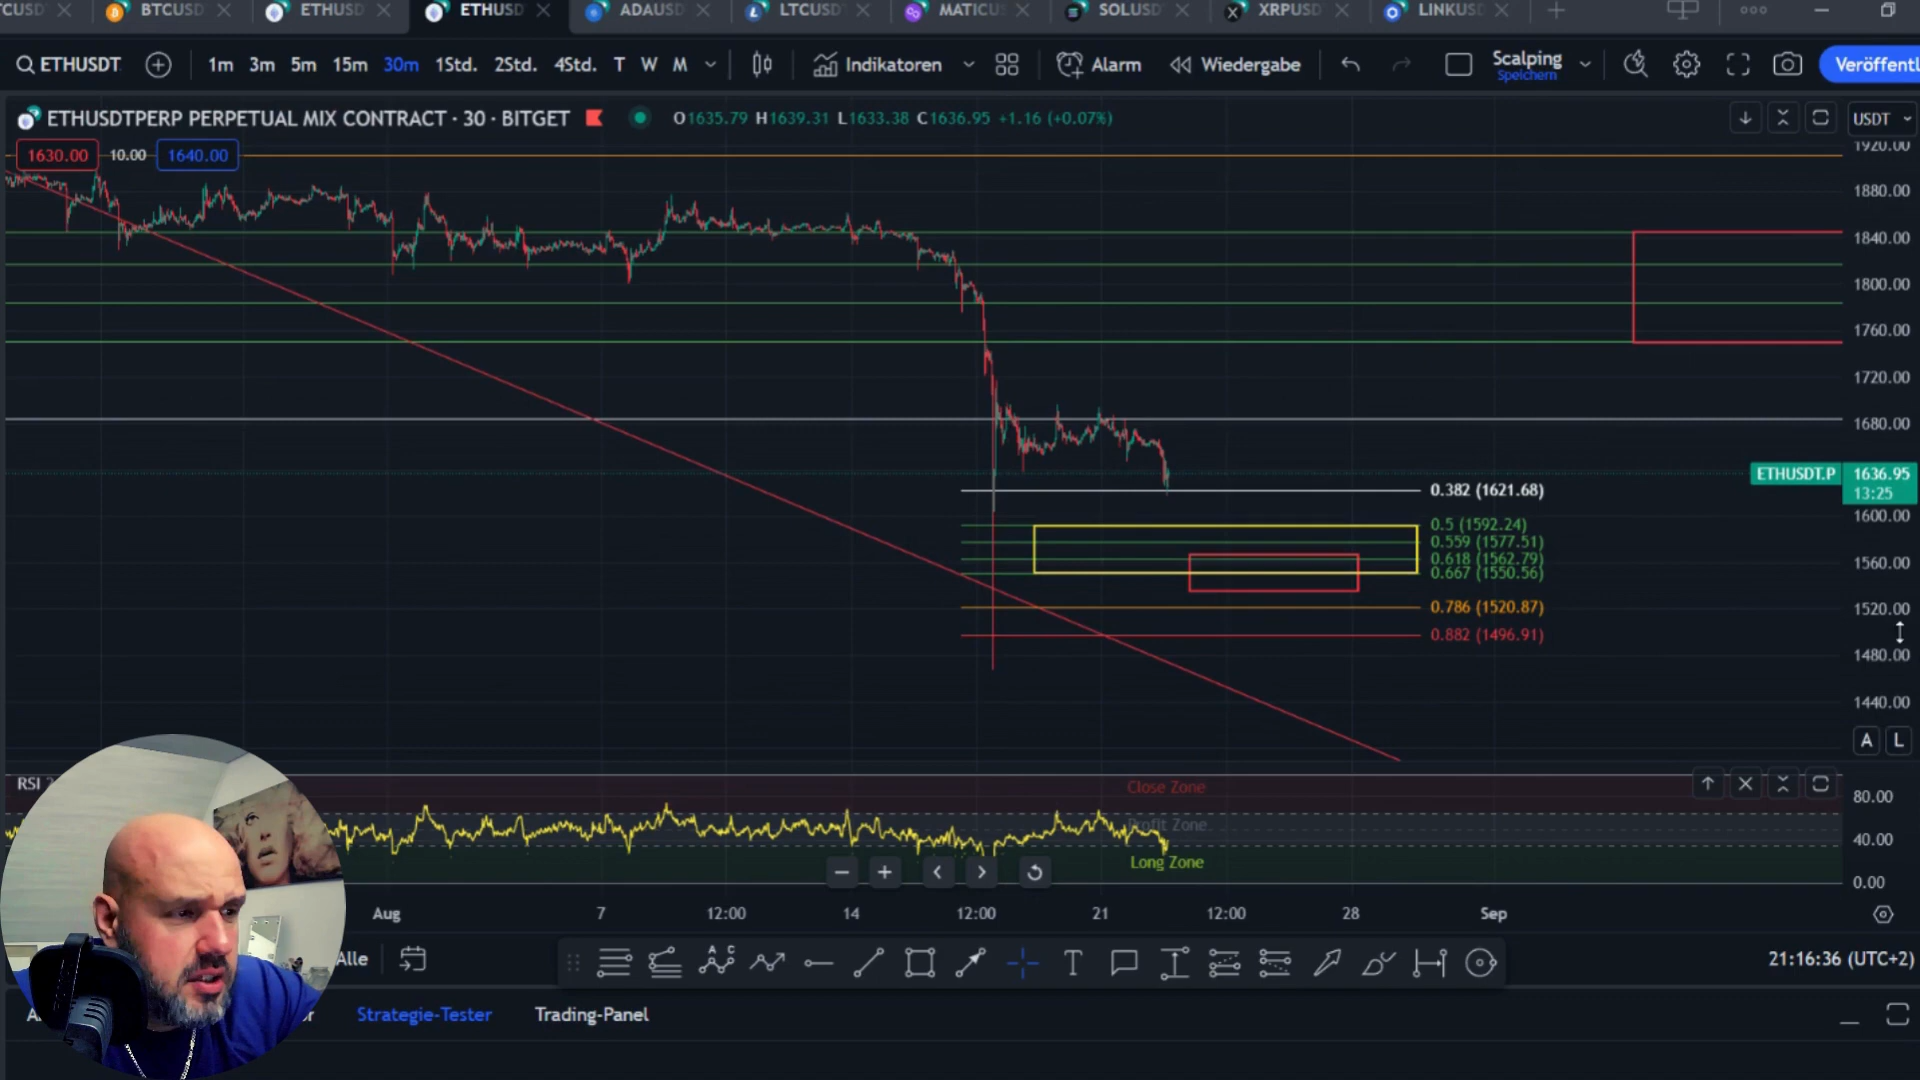 CUSD
BTCUSD
ETHUSD
ETHUSD
ADAUSD
LTCUSD
MATICUS
SOLUSD
XRPUSD
LINKUSD
ETHUSDT
1m 3m 5m 15m 30m 1Std. 2Std. 4Std. T W M
Indikatoren
Alarm
Wiedergabe
Scalping
Speichern
Veröffentl
ETHUSDTPERP PERPETUAL MIX CONTRACT · 30 · BITGET
O1635.79 H1639.31 L1633.38 C1636.95 +1.16 (+0.07%)
USDT
1630.00 10.00 1640.00
1920.00
1880.00
1840.00
1800.00
1760.00
1720.00
1680.00
ETHUSDT.P 1636.95
13:25
1600.00
1560.00
1520.00
1480.00
1440.00
0.382 (1621.68)
0.5 (1592.24)
0.559 (1577.51)
0.618 (1562.79)
0.667 (1550.56)
0.786 (1520.87)
0.882 (1496.91)
A L
RSI
Close Zone
Profit Zone
Long Zone
80.00
40.00
0.00
Aug 7 12:00 14 12:00 21 12:00 28 Sep
Alle
A C
B
T
21:16:36 (UTC+2)
Strategie-Tester
Trading-Panel